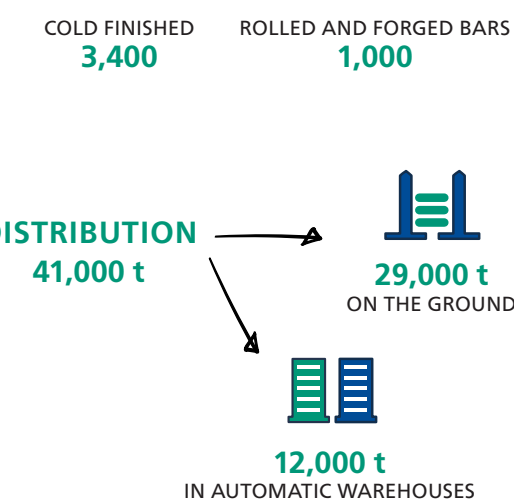 COLD FINISHED
3,400
ROLLED AND FORGED BARS
1,000
DISTRIBUTION
41,000 t
29,000 t
ON THE GROUND
12,000 t
IN AUTOMATIC WAREHOUSES